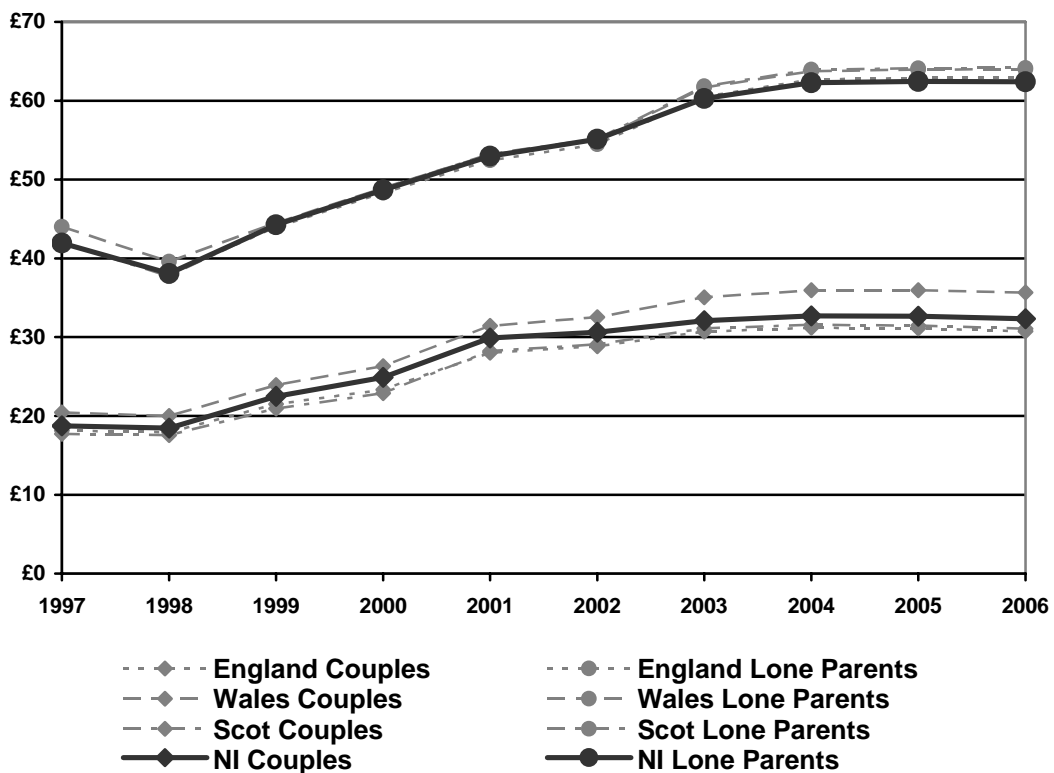 £70
£60
£50
£40
£30
£20
£10
£0
1997 1998 1999 2000 2001 2002 2003 2004 2005 2006
England Couples England Lone Parents
Wales Couples Wales Lone Parents
Scot Couples Scot Lone Parents
NI Couples NI Lone Parents